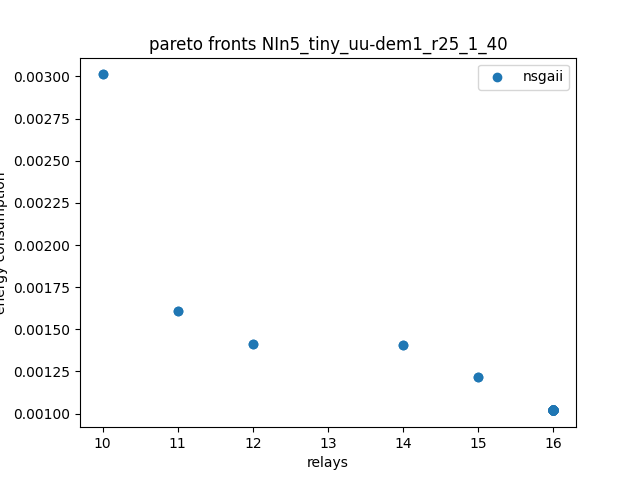 pareto fronts NIn5_tiny_uu-dem1_r25_1_40
nsgaii
0.00300
0.00275
0.00250
0.00225
0.00200
0.00175
0.00150
0.00125
0.00100
energy consumption
10 11 12 13 14 15 16
relays